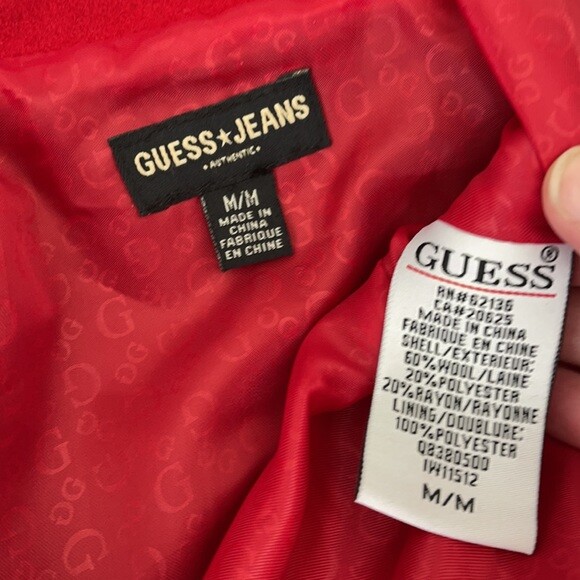 GUESS★JEANS
• AUTHENTIC •
M/M
MADE IN
CHINA
FABRIQUE
EN CHINE
GUESS®
RN#62136
CA#20625
MADE IN CHINA
FABRIQUE EN CHINE
SHELL/EXTERIEUR:
60%WOOL/LAINE
20%POLYESTER
20%RAYON/RAYONNE
LINING/DOUBLURE:
100%POLYESTER
Q8380500
IW11512
M/M